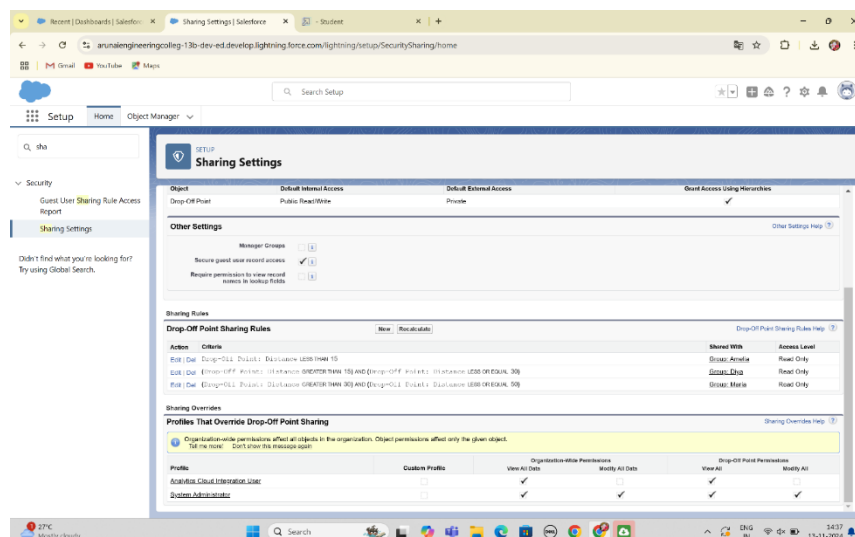 Recent | Dashboards | Salesforc
Sharing Settings | Salesforce
- Student
arunaiengineeringcolleg-13b-dev-ed.develop.lightning.force.com/lightning/setup/SecuritySharing/home
Gmail
YouTube
Maps
Search Setup
Setup
Home
Object Manager
sha
SETUP
Sharing Settings
Security
Guest User Sharing Rule Access
Report
Sharing Settings
Didn't find what you're looking for?
Try using Global Search.
Object Default Internal Access Default External Access Grant Access Using Hierarchies
Drop-Off Point Public Read/Write Private
Other Settings Other Settings Help
Manager Groups
Secure guest user record access
Require permission to view record
names in lookup fields
Sharing Rules
Drop-Off Point Sharing Rules New Recalculate Drop-Off Point Sharing Rules Help
Action Criteria Shared With Access Level
Edit | Del Drop-Off Point: Distance LESS THAN 15 Group: Amelia Read Only
Edit | Del (Drop-Off Point: Distance GREATER THAN 15) AND (Drop-Off Point: Distance LESS OR EQUAL 30) Group: Diya Read Only
Edit | Del (Drop-Off Point: Distance GREATER THAN 30) AND (Drop-Off Point: Distance LESS OR EQUAL 50) Group: Maria Read Only
Sharing Overrides
Profiles That Override Drop-Off Point Sharing Sharing Overrides Help
Organization-wide permissions affect all objects in the organization. Object permissions affect only the given object.
Tell me more! Don't show this message again
Organization-Wide Permissions Drop-Off Point Permissions
Profile Custom Profile View All Data Modify All Data View All Modify All
Analytics Cloud Integration User
System Administrator
27°C
Mostly cloudy
Search
ENG
IN
14:37
13-11-2024